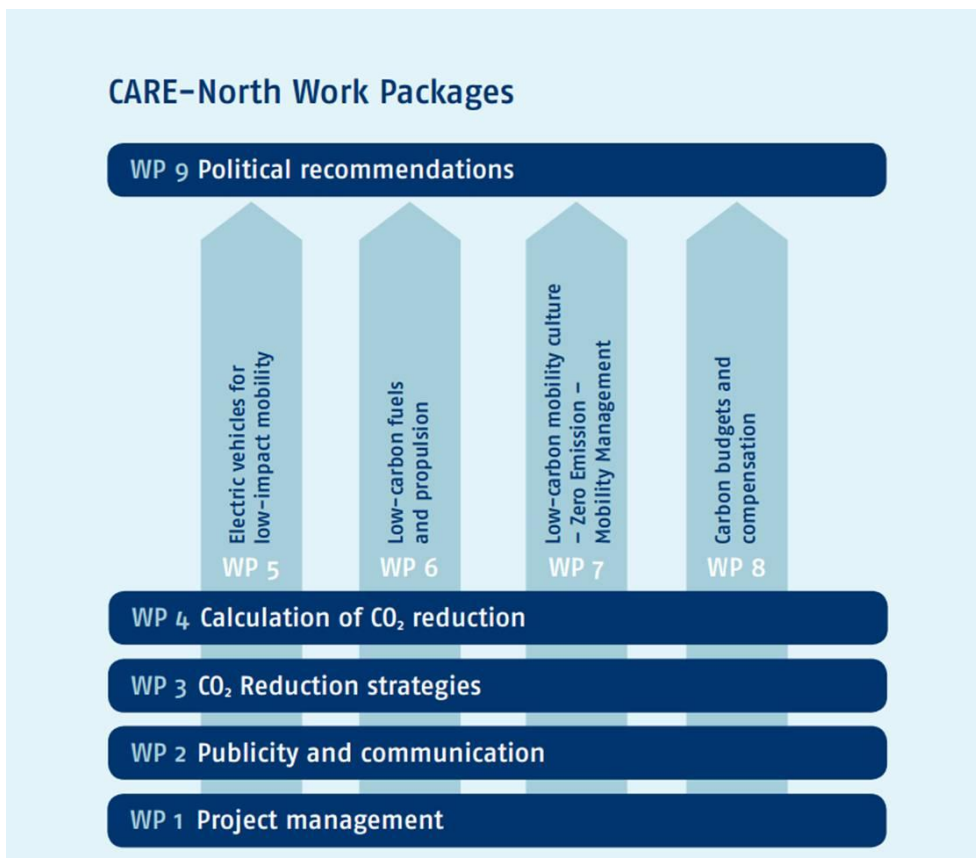 CARE–North Work Packages
WP 9 Political recommendations
Electric vehicles for
low–impact mobility
WP 5
Low–carbon fuels
and propulsion
WP 6
Low–carbon mobility culture
– Zero Emission –
Mobility Management
WP 7
Carbon budgets and
compensation
WP 8
WP 4 Calculation of CO₂ reduction
WP 3 CO₂ Reduction strategies
WP 2 Publicity and communication
WP 1 Project management